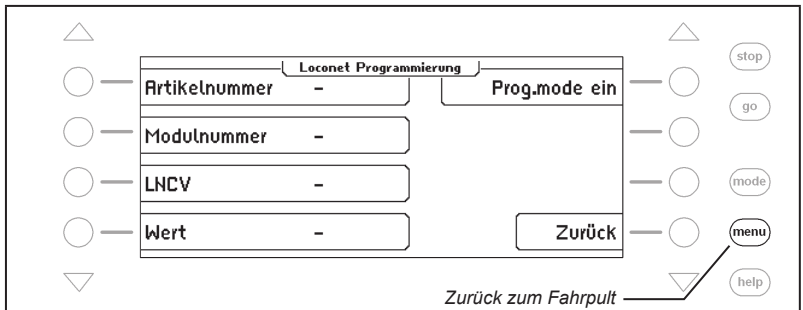 Loconet Programmierung
Artikelnummer -
Prog.mode ein
Modulnummer -
LNCV -
Wert -
Zurück
stop
go
mode
menu
help
Zurück zum Fahrpult